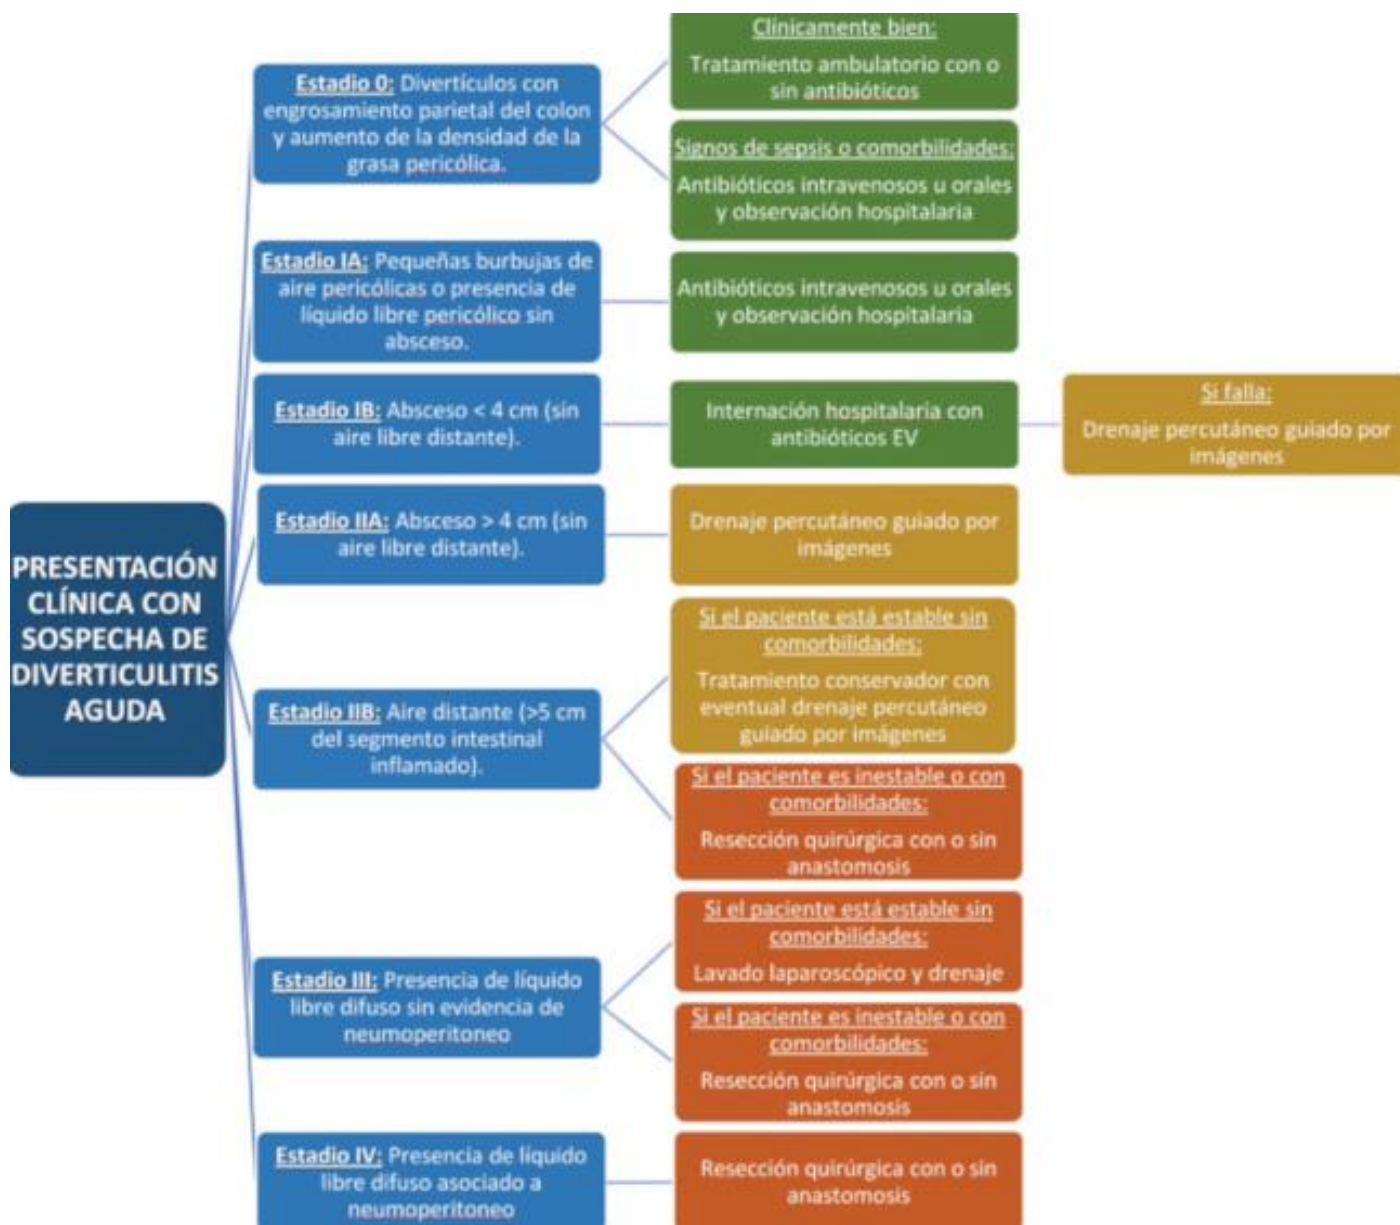 PRESENTACIÓN
CLÍNICA CON
SOSPECHA DE
DIVERTICULITIS
AGUDA
Estadio 0: Divertículos con
engrosamiento parietal del colon
y aumento de la densidad de la
grasa pericólica.
Clínicamente bien:
Tratamiento ambulatorio con o
sin antibióticos
Signos de sepsis o comorbilidades:
Antibióticos intravenosos u orales
y observación hospitalaria
Estadio IA: Pequeñas burbujas de
aire pericólicas o presencia de
líquido libre pericólico sin
absceso.
Antibióticos intravenosos u orales
y observación hospitalaria
Estadio IB: Absceso < 4 cm (sin
aire libre distante).
Internación hospitalaria con
antibióticos EV
Si falla:
Drenaje percutáneo guiado por
imágenes
Estadio IIA: Absceso > 4 cm (sin
aire libre distante).
Drenaje percutáneo guiado por
imágenes
Estadio IIB: Aire distante (>5 cm
del segmento intestinal
inflamado).
Si el paciente está estable sin
comorbilidades:
Tratamiento conservador con
eventual drenaje percutáneo
guiado por imágenes
Si el paciente es inestable o con
comorbilidades:
Resección quirúrgica con o sin
anastomosis
Estadio III: Presencia de líquido
libre difuso sin evidencia de
neumoperitoneo
Si el paciente está estable sin
comorbilidades:
Lavado laparoscópico y drenaje
Si el paciente es inestable o con
comorbilidades:
Resección quirúrgica con o sin
anastomosis
Estadio IV: Presencia de líquido
libre difuso asociado a
neumoperitoneo
Resección quirúrgica con o sin
anastomosis